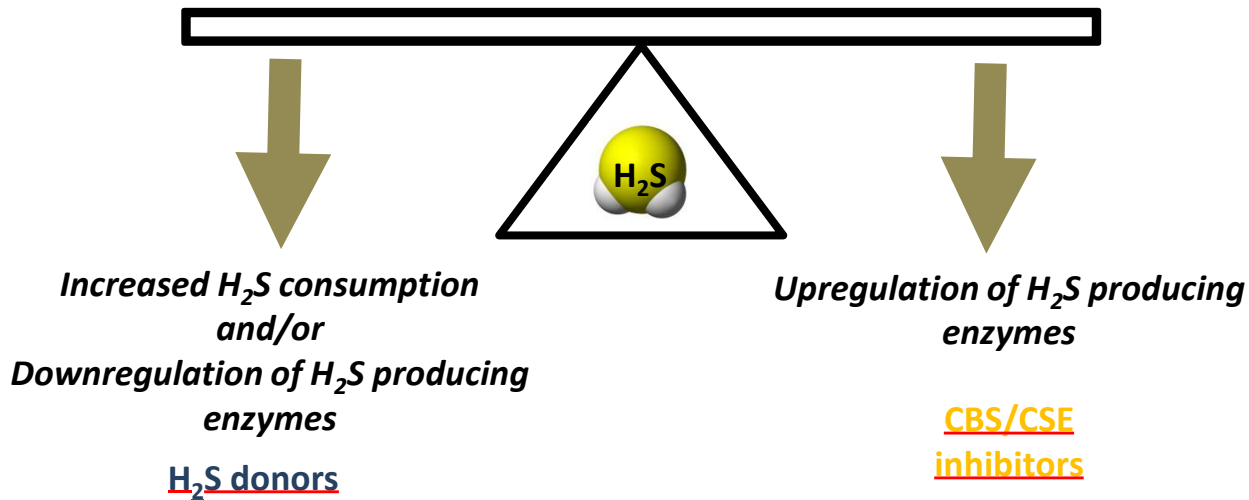 H₂S
Increased H₂S consumption
and/or
Downregulation of H₂S producing
enzymes
H₂S donors
Upregulation of H₂S producing
enzymes
CBS/CSE
inhibitors